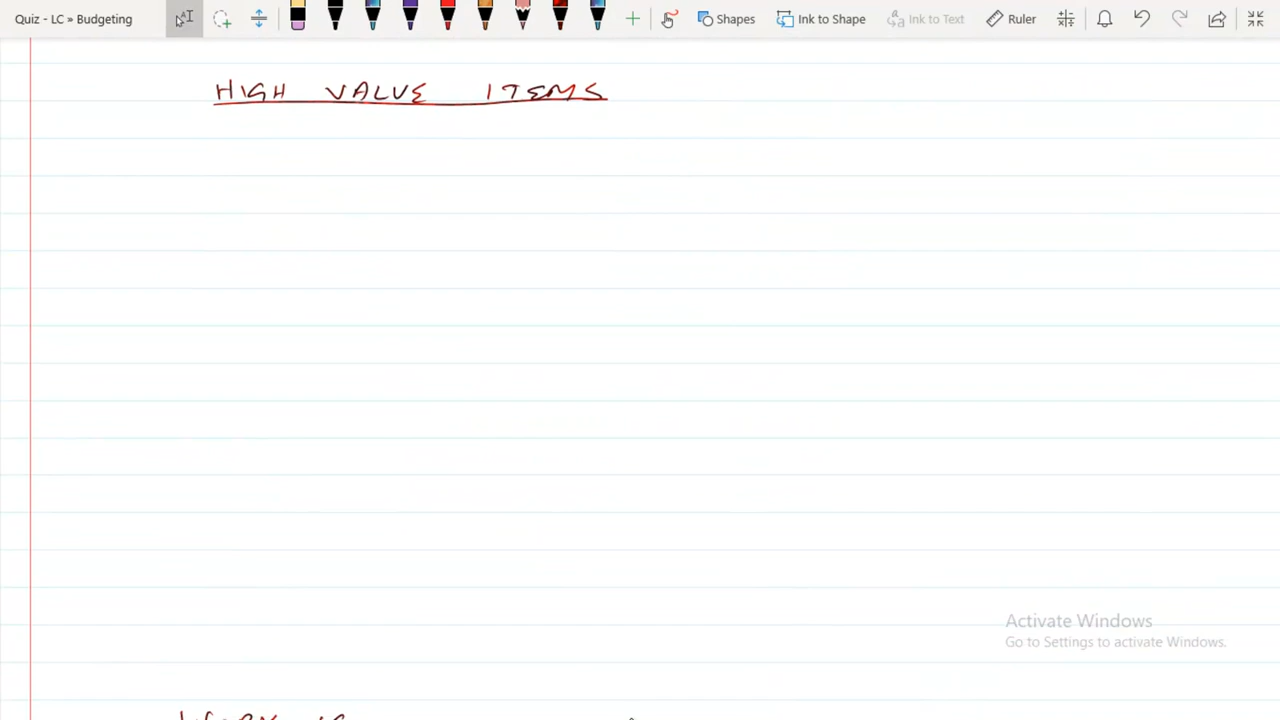 Quiz - LC » Budgeting
Shapes
Ink to Shape
Ink to Text
Ruler
HIGH VALUE ITEMS
Activate Windows
Go to Settings to activate Windows.